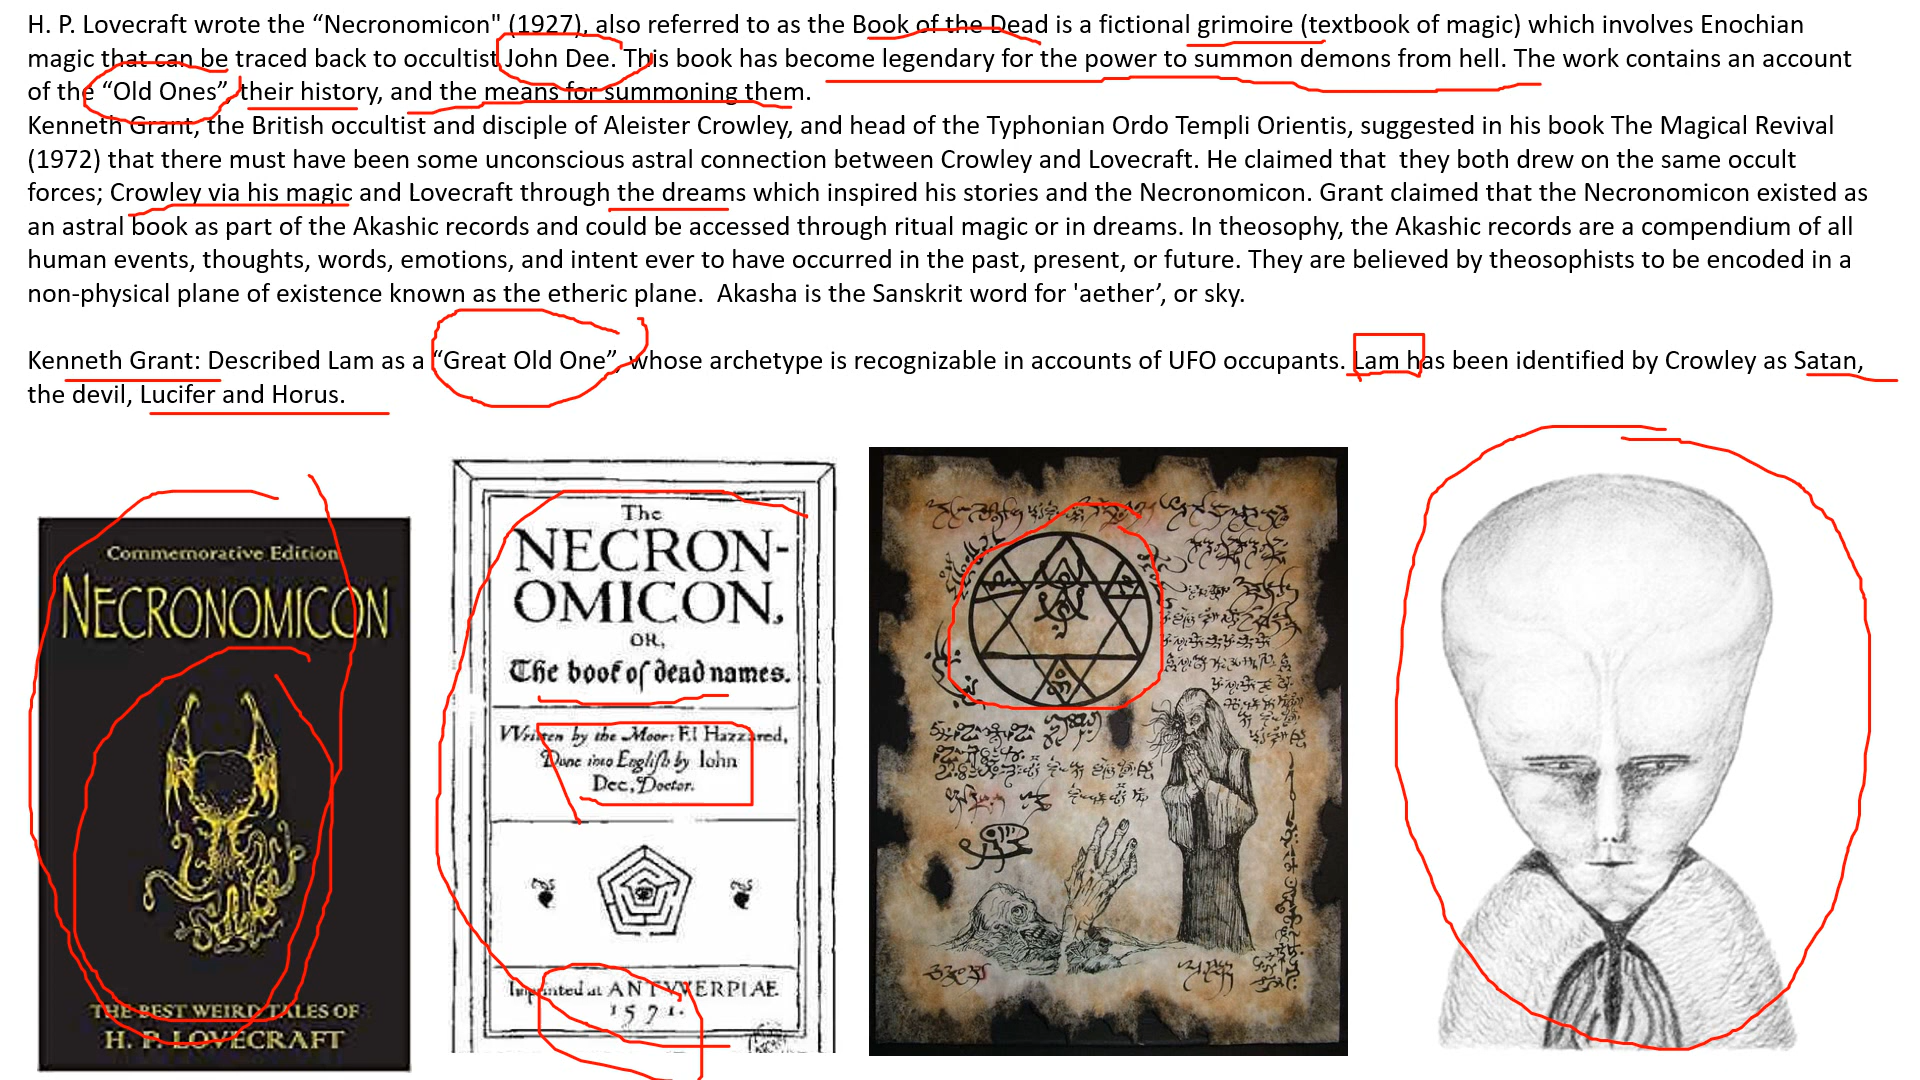 H. P. Lovecraft wrote the “Necronomicon" (1927), also referred to as the Book of the Dead is a fictional grimoire (textbook of magic) which involves Enochian
magic that can be traced back to occultist John Dee. This book has become legendary for the power to summon demons from hell. The work contains an account
of the “Old Ones”, their history, and the means for summoning them.
Kenneth Grant, the British occultist and disciple of Aleister Crowley, and head of the Typhonian Ordo Templi Orientis, suggested in his book The Magical Revival
(1972) that there must have been some unconscious astral connection between Crowley and Lovecraft. He claimed that  they both drew on the same occult
forces; Crowley via his magic and Lovecraft through the dreams which inspired his stories and the Necronomicon. Grant claimed that the Necronomicon existed as
an astral book as part of the Akashic records and could be accessed through ritual magic or in dreams. In theosophy, the Akashic records are a compendium of all
human events, thoughts, words, emotions, and intent ever to have occurred in the past, present, or future. They are believed by theosophists to be encoded in a
non-physical plane of existence known as the etheric plane.  Akasha is the Sanskrit word for 'aether’, or sky.
Kenneth Grant: Described Lam as a “Great Old One”, whose archetype is recognizable in accounts of UFO occupants. Lam has been identified by Crowley as Satan,
the devil, Lucifer and Horus.
Commemorative Edition
NECRONOMICON
THE BEST WEIRD TALES OF
H. P. LOVECRAFT
The
NECRON-
OMICON,
OR,
The book of dead names.
VVritten by the Moor: El Hazzared,
Done into English by Iohn
Dee, Doctor.
Imprinted at ANTVVERPIAE
1571.